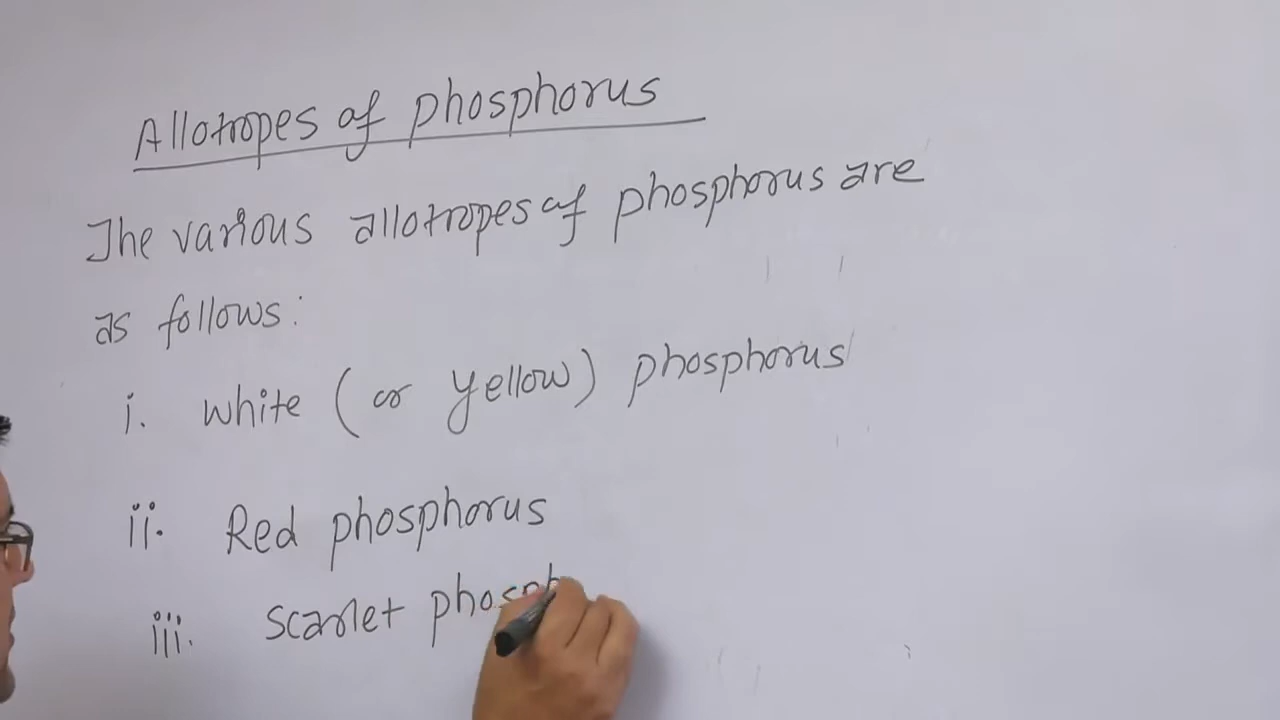 Allotropes of phosphorus
The various allotropes of phosphorus are
as follows:
i. White (or yellow) phosphorus
ii. Red phosphorus
iii. Scarlet phosph